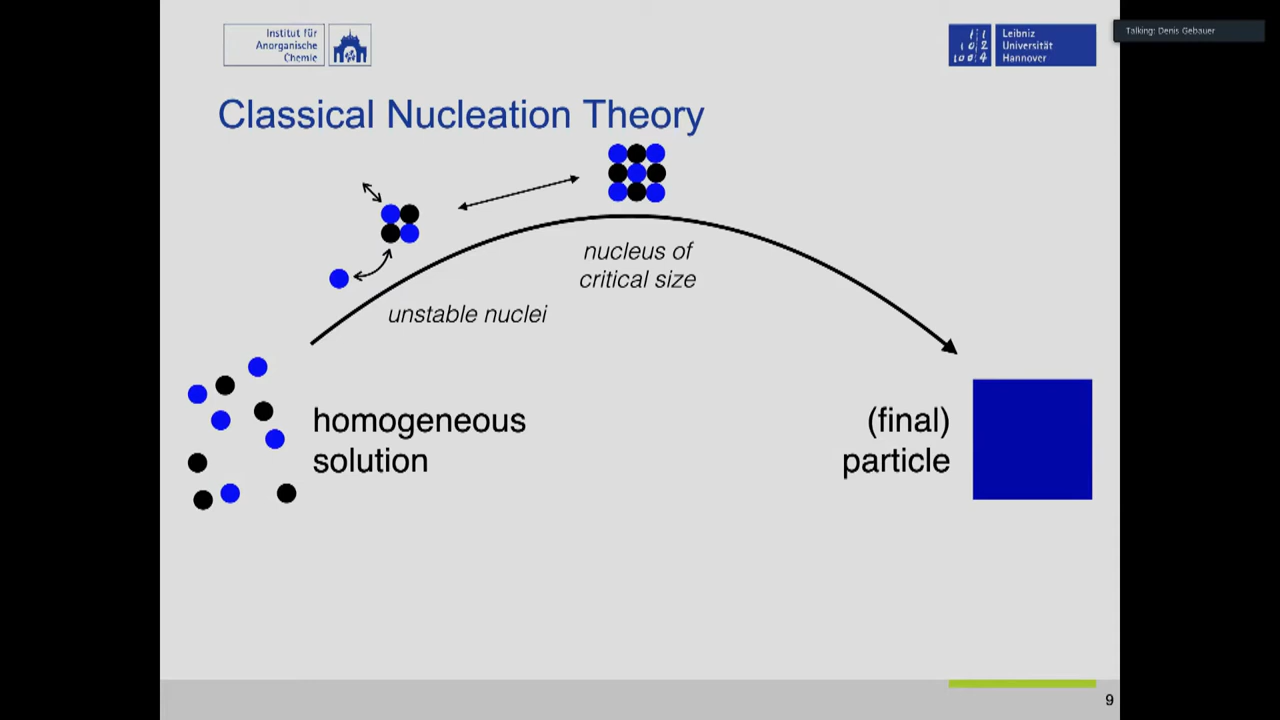 Institut für
Anorganische
Chemie
Leibniz
Universität
Hannover
Talking: Denis Gebauer
Classical Nucleation Theory
nucleus of
critical size
unstable nuclei
homogeneous
solution
(final)
particle
9